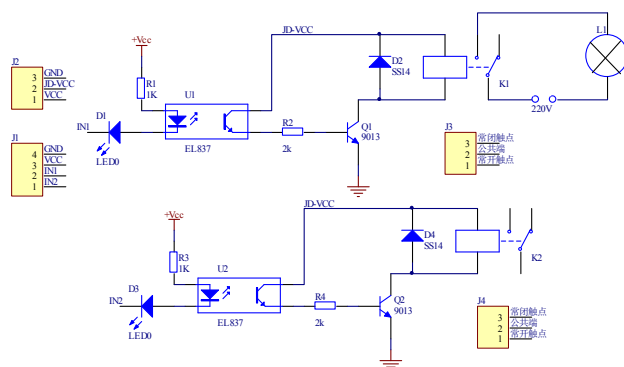 JD-VCC
L1
+Vcc
J2
GND
3
JD-VCC
2
VCC
1
R1
1K
U1
D2
SS14
K1
220V
D1
IN1
LED0
EL837
R2
2k
Q1
9013
J1
GND
4
VCC
3
IN1
2
IN2
1
J3
常闭触点
3
公共端
2
常开触点
1
JD-VCC
+Vcc
R3
1K
U2
D4
SS14
K2
D3
IN2
LED0
EL837
R4
2k
Q2
9013
J4
常闭触点
3
公共端
2
常开触点
1